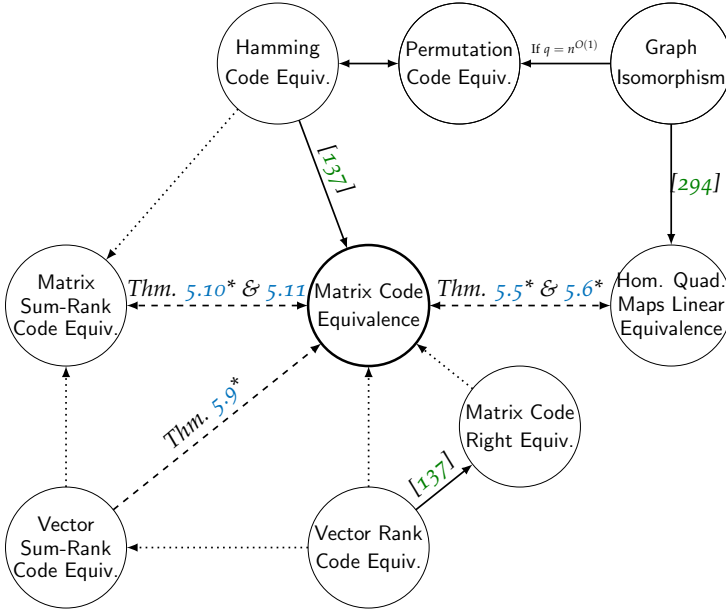 Hamming
Code Equiv.
Permutation
Code Equiv.
If q = n^{O(1)}
Graph
Isomorphism
[137]
[294]
Matrix
Sum-Rank
Code Equiv.
Thm. 5.10* & 5.11
Matrix Code
Equivalence
Thm. 5.5* & 5.6*
Hom. Quad.
Maps Linear
Equivalence
Thm. 5.9*
Matrix Code
Right Equiv.
[137]
Vector
Sum-Rank
Code Equiv.
Vector Rank
Code Equiv.